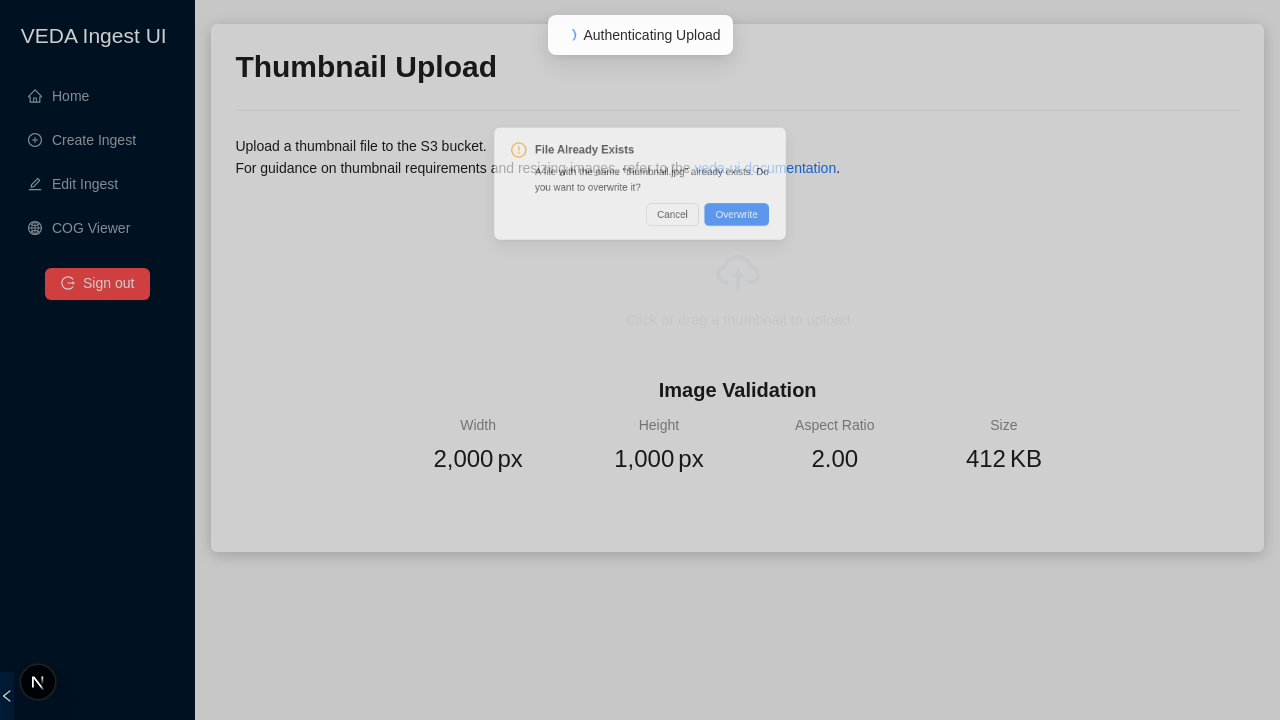 VEDA Ingest UI
Home
Create Ingest
Edit Ingest
COG Viewer
Sign out
Authenticating Upload
Thumbnail Upload
Upload a thumbnail file to the S3 bucket.
For guidance on thumbnail requirements and resizing images, refer to the veda-ui documentation.
File Already Exists
A file with the name "thumbnail.jpg" already exists. Do
you want to overwrite it?
Cancel
Overwrite
Click or drag a thumbnail to upload
Image Validation
Width
Height
Aspect Ratio
Size
2,000 px
1,000 px
2.00
412 KB
N